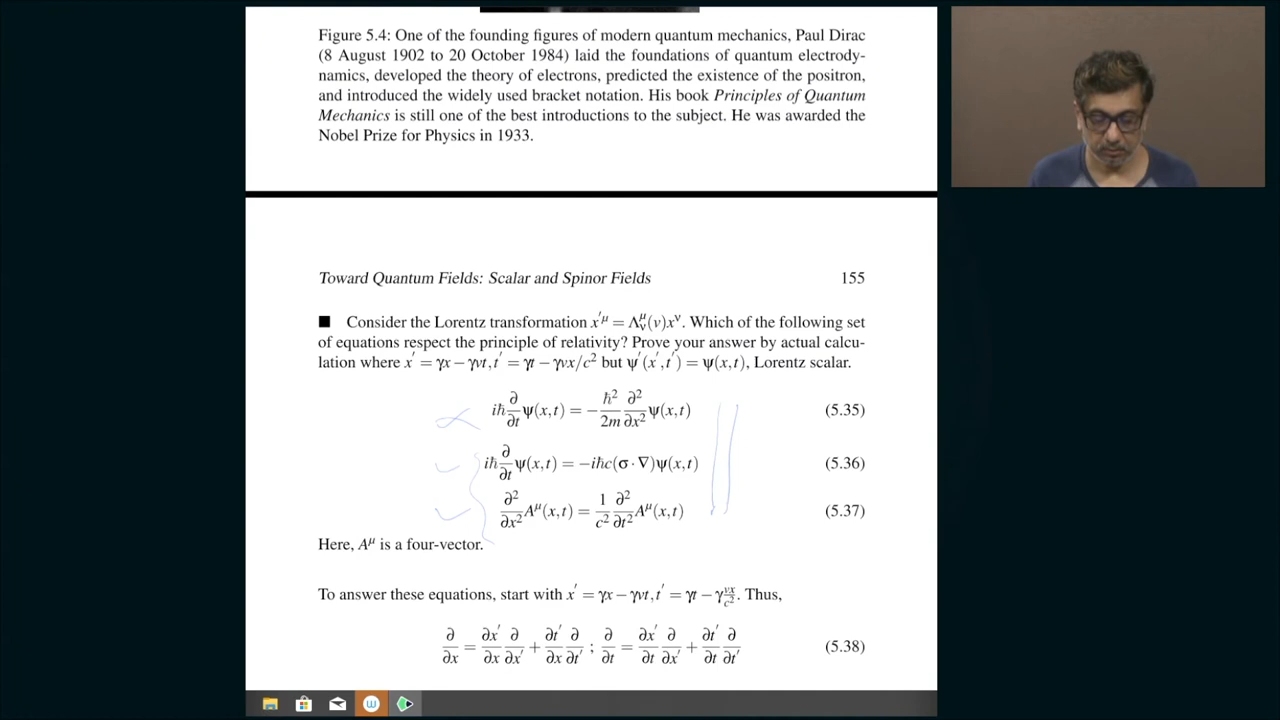 Figure 5.4: One of the founding figures of modern quantum mechanics, Paul Dirac
(8 August 1902 to 20 October 1984) laid the foundations of quantum electrody-
namics, developed the theory of electrons, predicted the existence of the positron,
and introduced the widely used bracket notation. His book Principles of Quantum
Mechanics is still one of the best introductions to the subject. He was awarded the
Nobel Prize for Physics in 1933.
Toward Quantum Fields: Scalar and Spinor Fields 155
■ Consider the Lorentz transformation x'^μ = Λ^μ_ν(v)x^ν. Which of the following set
of equations respect the principle of relativity? Prove your answer by actual calcu-
lation where x' = γx − γvt, t' = γt − γvx/c² but ψ'(x',t') = ψ(x,t), Lorentz scalar.
iℏ ∂/∂t ψ(x,t) = −ℏ²/2m ∂²/∂x² ψ(x,t) (5.35)
iℏ ∂/∂t ψ(x,t) = −iℏc(σ·∇)ψ(x,t) (5.36)
∂²/∂x² A^μ(x,t) = 1/c² ∂²/∂t² A^μ(x,t) (5.37)
Here, A^μ is a four-vector.
To answer these equations, start with x' = γx − γvt, t' = γt − γ vx/c². Thus,
∂/∂x = ∂x'/∂x ∂/∂x' + ∂t'/∂x ∂/∂t' ; ∂/∂t = ∂x'/∂t ∂/∂x' + ∂t'/∂t ∂/∂t' (5.38)